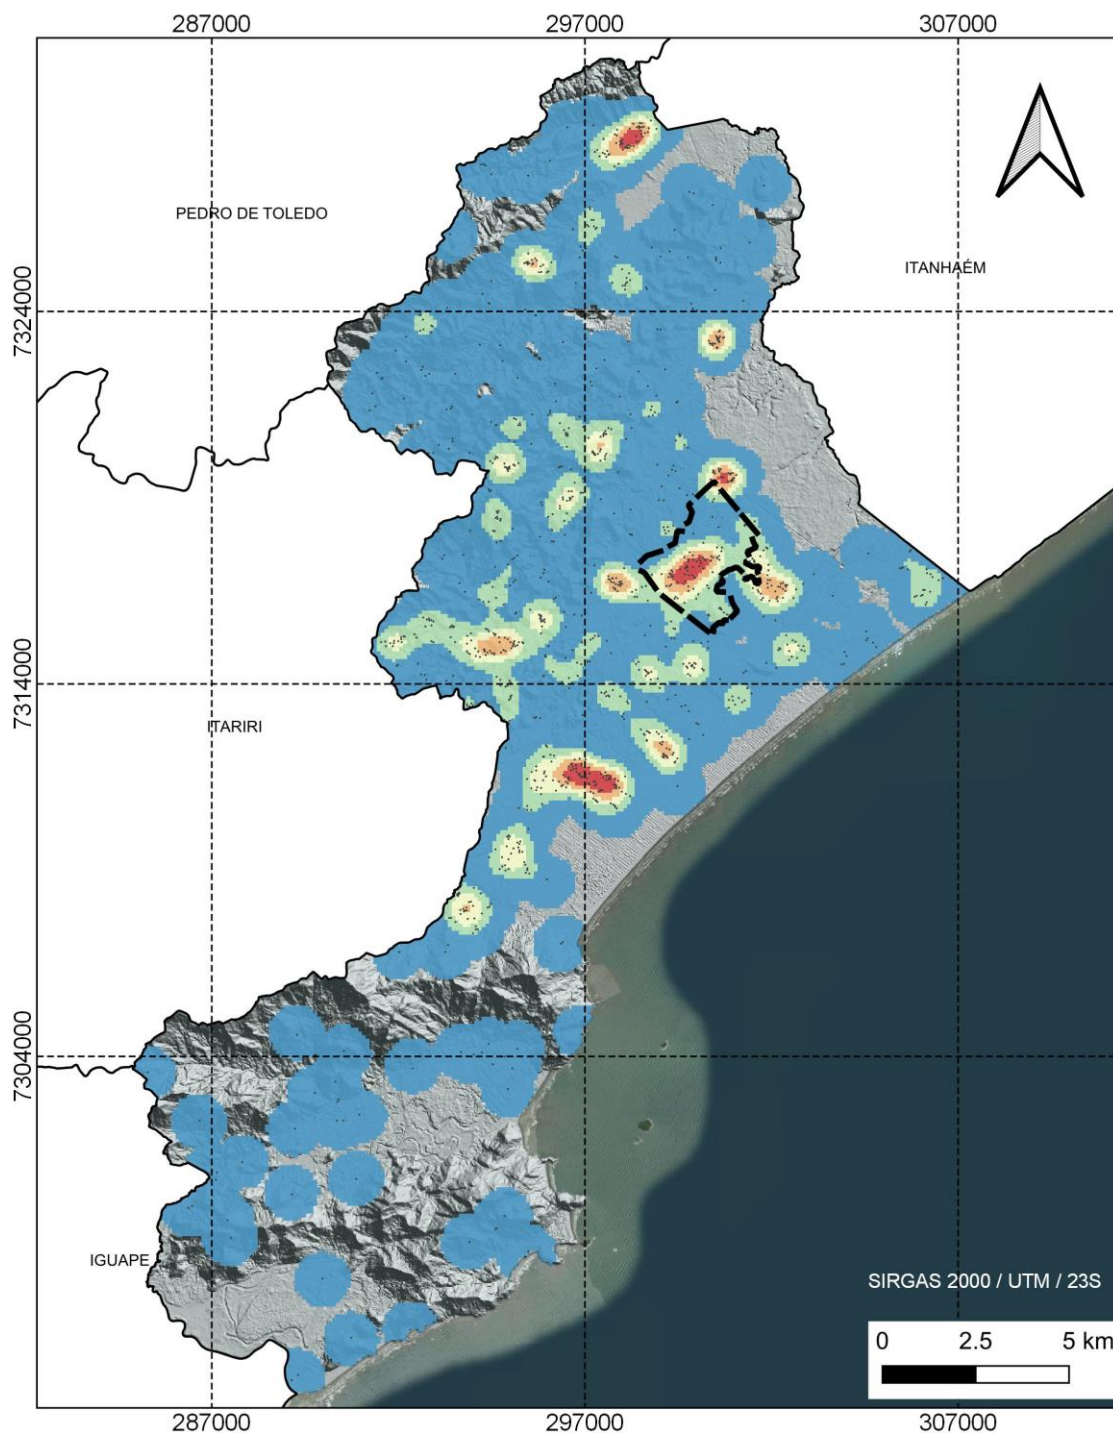 287000 297000 307000
PEDRO DE TOLEDO
ITANHAÉM
7324000
7314000
ITARIRI
7304000
IGUAPE
SIRGAS 2000 / UTM / 23S
0 2.5 5 km
287000 297000 307000